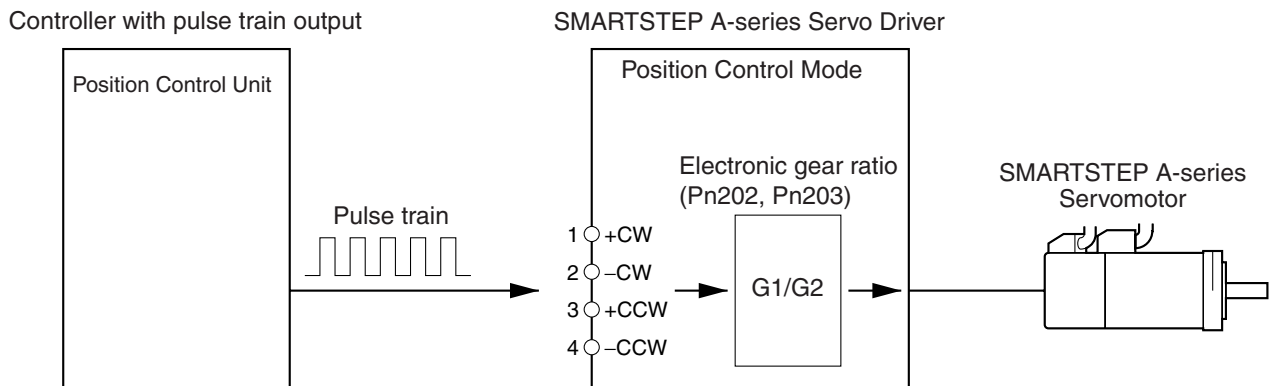 Controller with pulse train output
SMARTSTEP A-series Servo Driver
Position Control Unit
Position Control Mode
Pulse train
Electronic gear ratio
(Pn202, Pn203)
1 +CW
2 –CW
3 +CCW
4 –CCW
G1/G2
SMARTSTEP A-series
Servomotor